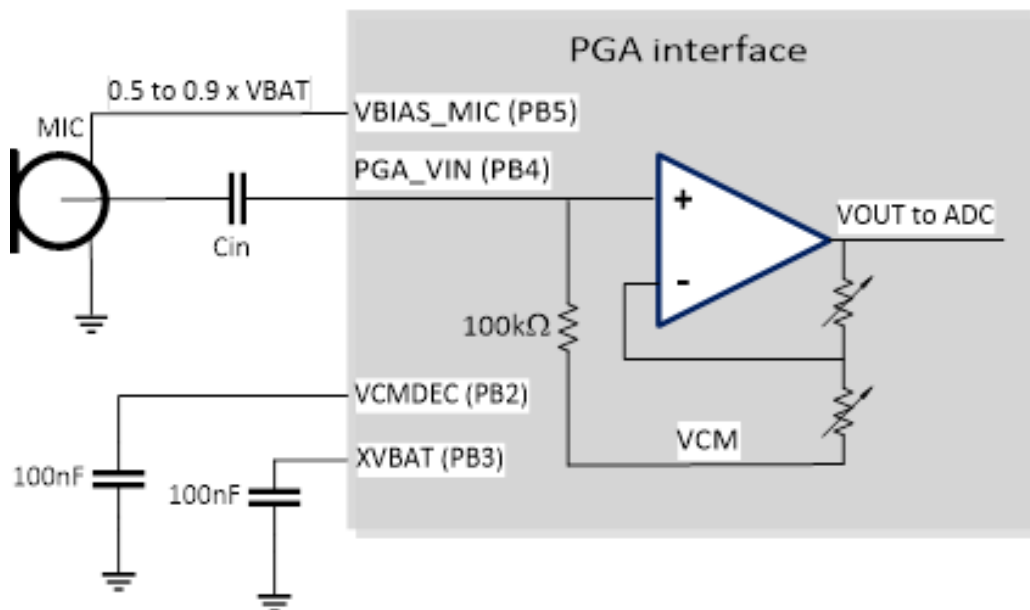 PGA interface
0.5 to 0.9 x VBAT
VBIAS_MIC (PB5)
MIC
PGA_VIN (PB4)
+
VOUT to ADC
Cin
-
100kΩ
VCMDEC (PB2)
VCM
XVBAT (PB3)
100nF
100nF